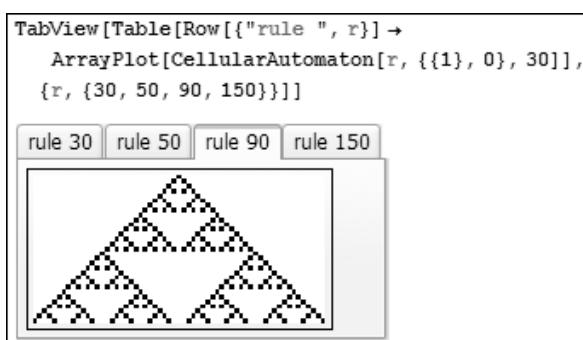 TabView[Table[Row[{"rule ", r}] →
ArrayPlot[CellularAutomaton[r, {{1}, 0}, 30]],
{r, {30, 50, 90, 150}}]]
rule 30 rule 50 rule 90 rule 150